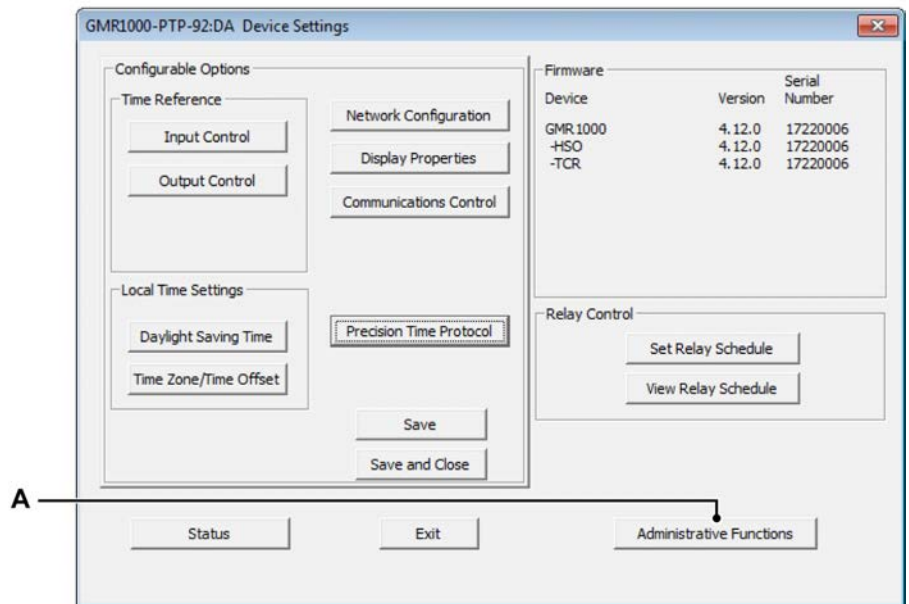 GMR1000-PTP-92:DA Device Settings
Configurable Options
Time Reference
Input Control
Output Control
Network Configuration
Display Properties
Communications Control
Local Time Settings
Daylight Saving Time
Time Zone/Time Offset
Precision Time Protocol
Save
Save and Close
Firmware
Device Version Serial Number
GMR1000 4.12.0 17220006
-HSO 4.12.0 17220006
-TCR 4.12.0 17220006
Relay Control
Set Relay Schedule
View Relay Schedule
A
Status
Exit
Administrative Functions